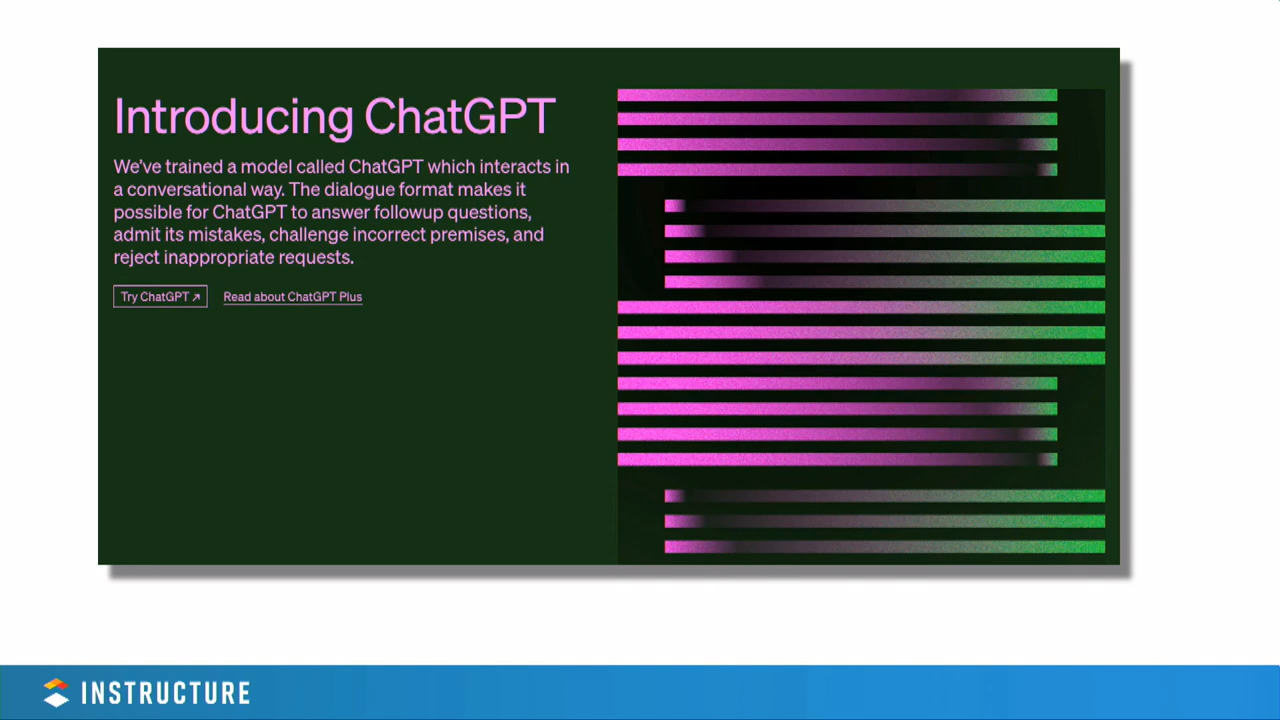 Introducing ChatGPT
We've trained a model called ChatGPT which interacts in
a conversational way. The dialogue format makes it
possible for ChatGPT to answer followup questions,
admit its mistakes, challenge incorrect premises, and
reject inappropriate requests.
Try ChatGPT ↗
Read about ChatGPT Plus
INSTRUCTURE